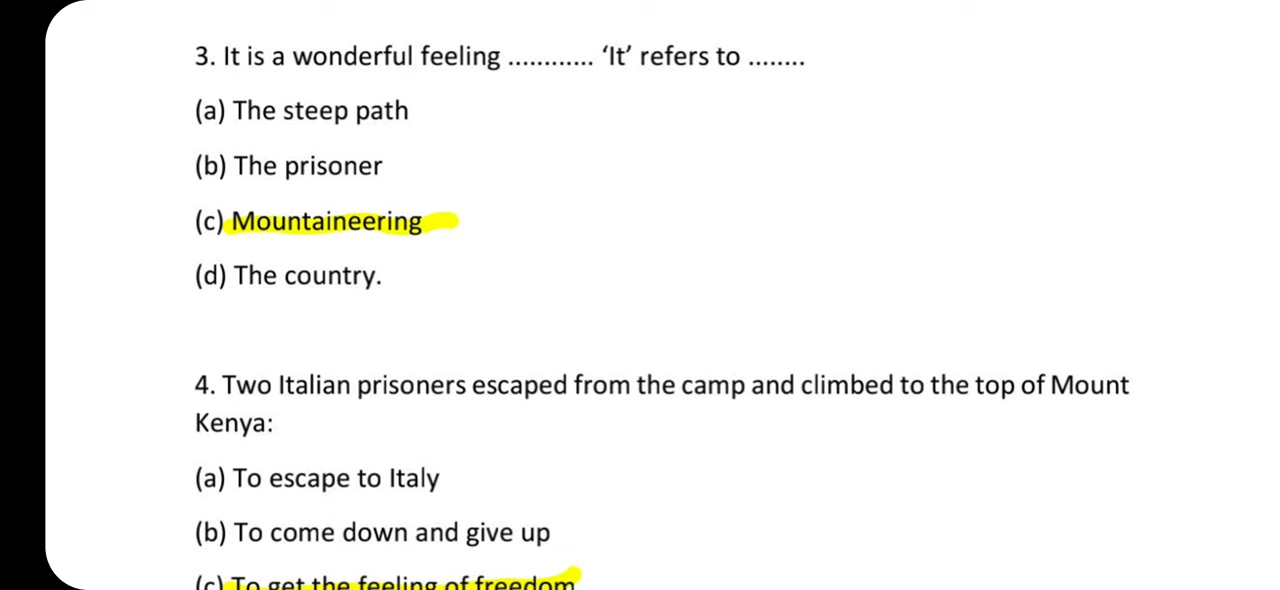 3. It is a wonderful feeling ............ ‘It’ refers to ........
(a) The steep path
(b) The prisoner
(c) Mountaineering
(d) The country.
4. Two Italian prisoners escaped from the camp and climbed to the top of Mount
Kenya:
(a) To escape to Italy
(b) To come down and give up
(c) To get the feeling of freedom